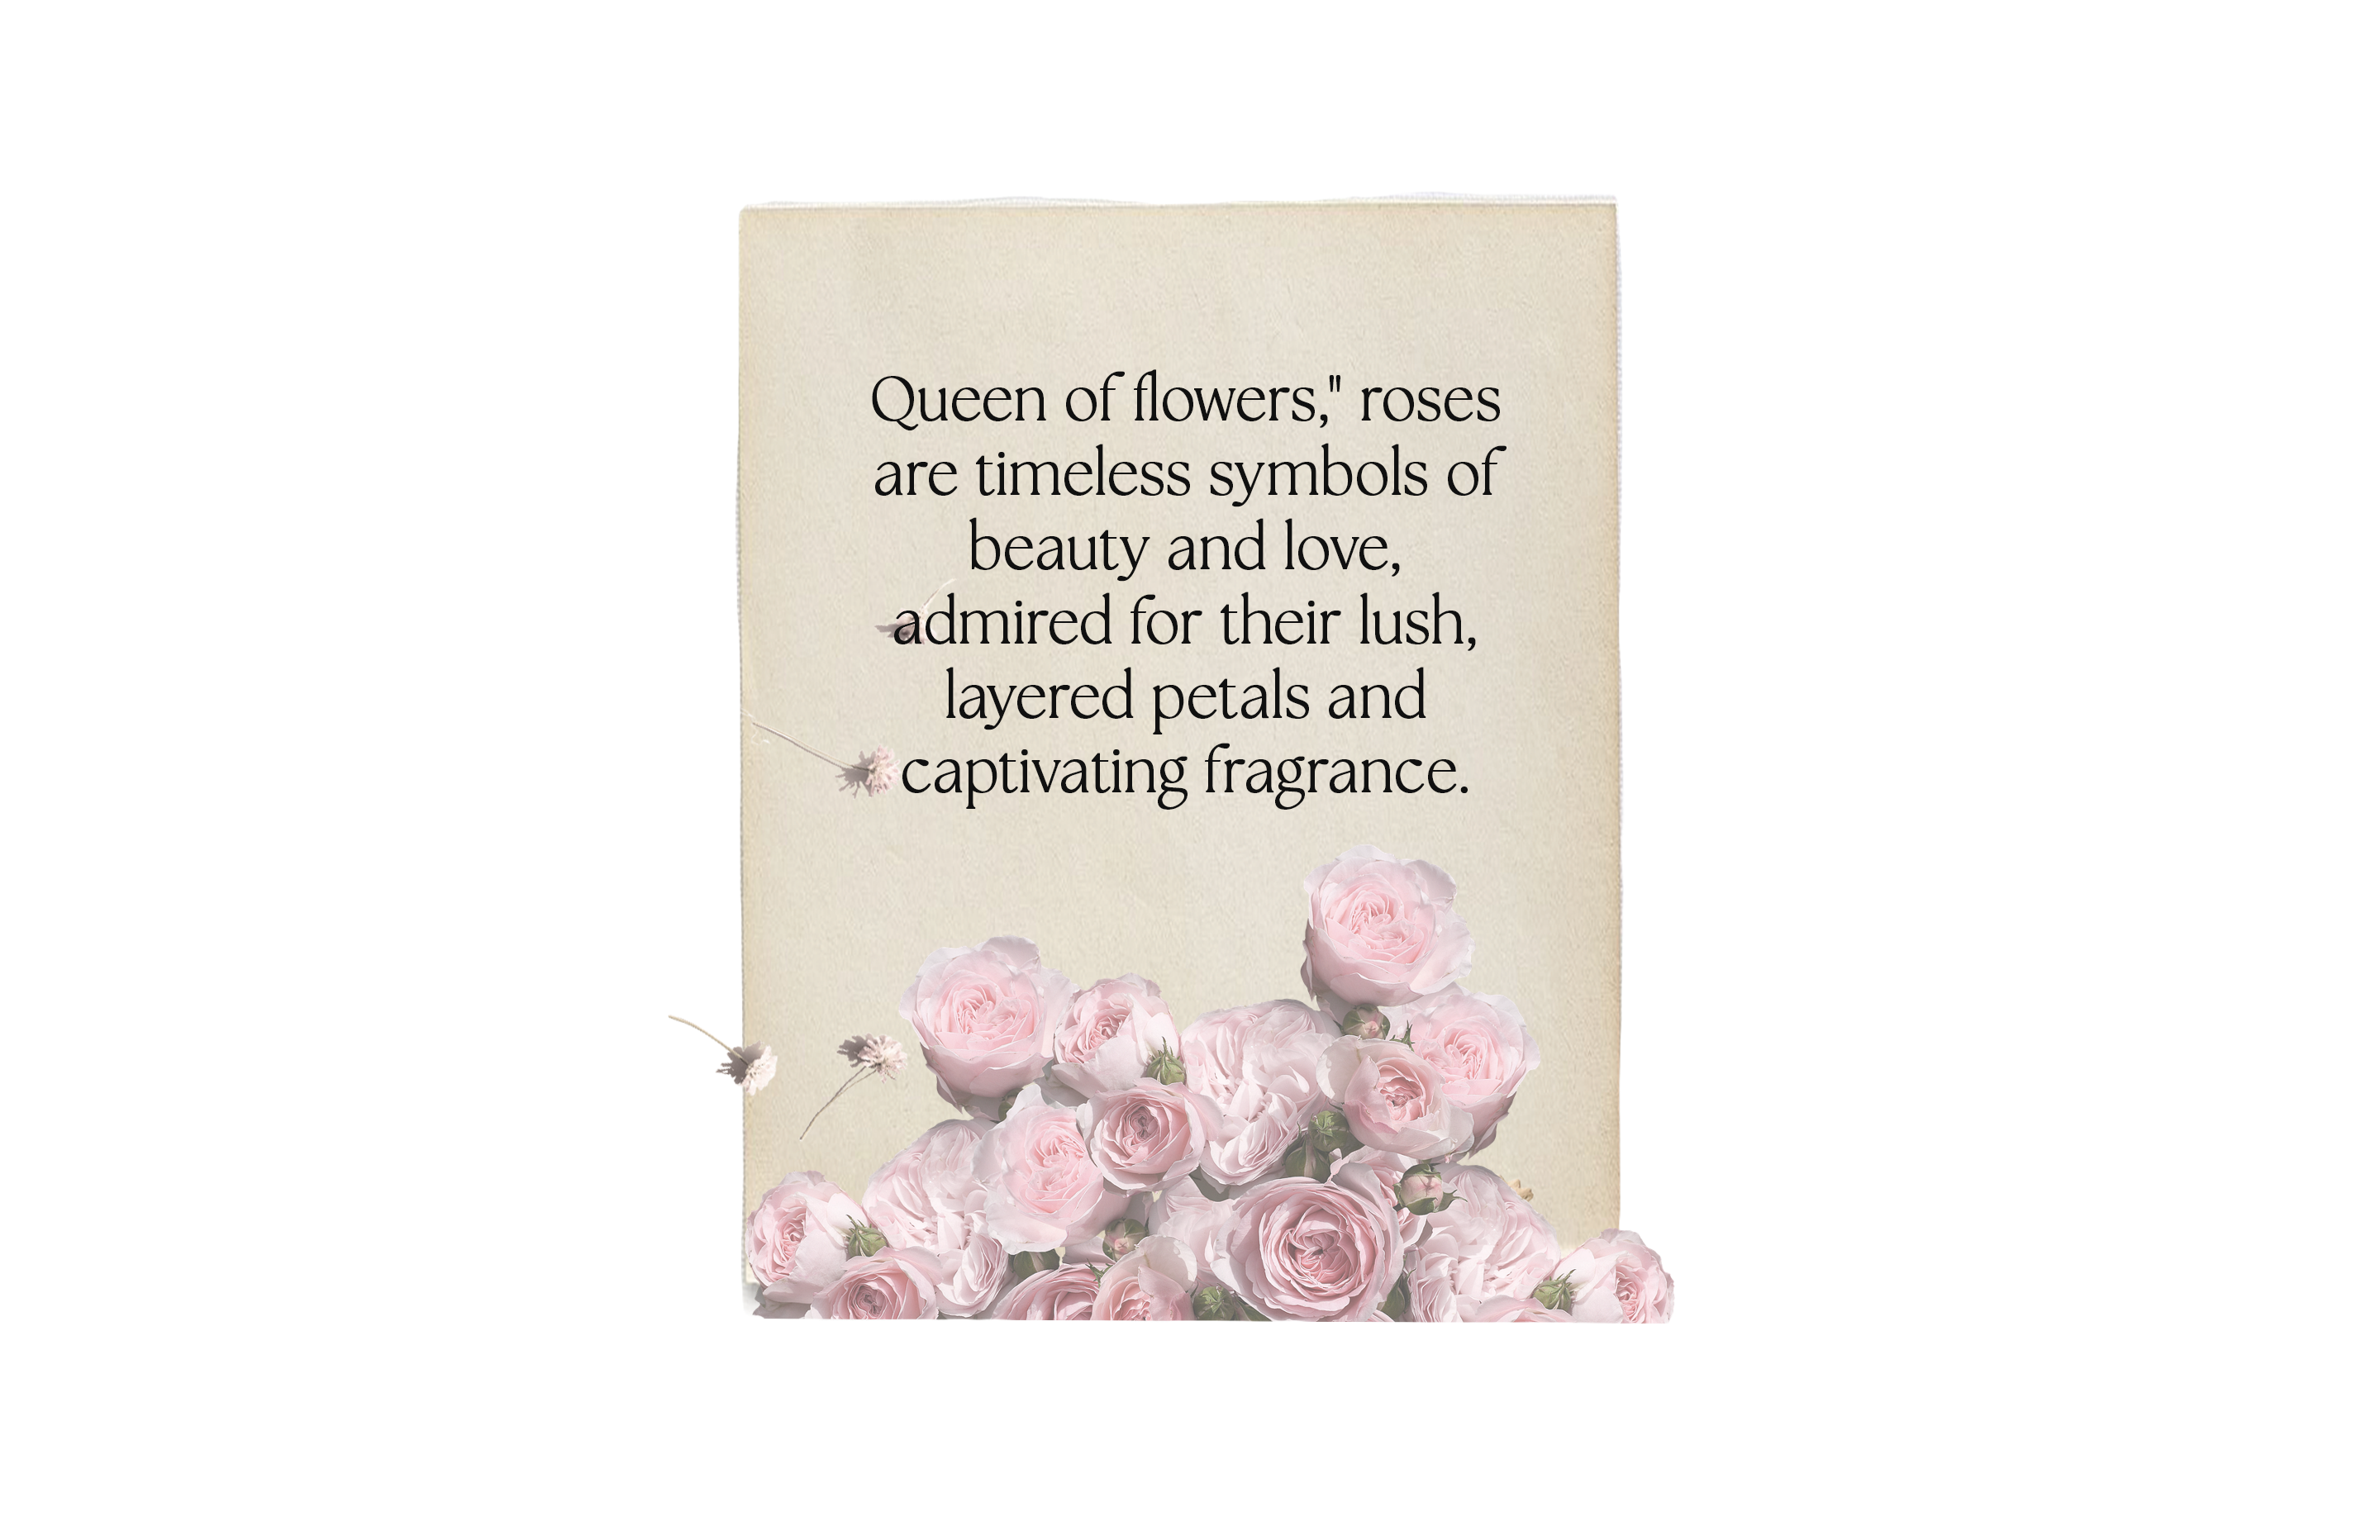 Queen of flowers," roses
are timeless symbols of
beauty and love,
admired for their lush,
layered petals and
captivating fragrance.